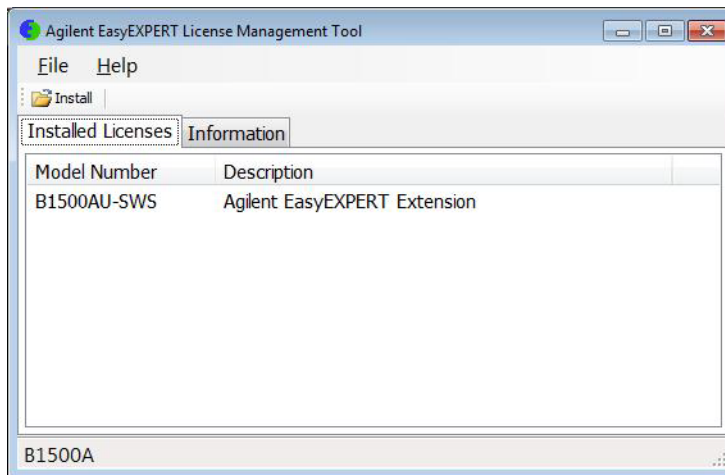 Agilent EasyEXPERT License Management Tool
File Help
Install
Installed Licenses Information
Model Number Description
B1500AU-SWS Agilent EasyEXPERT Extension
B1500A